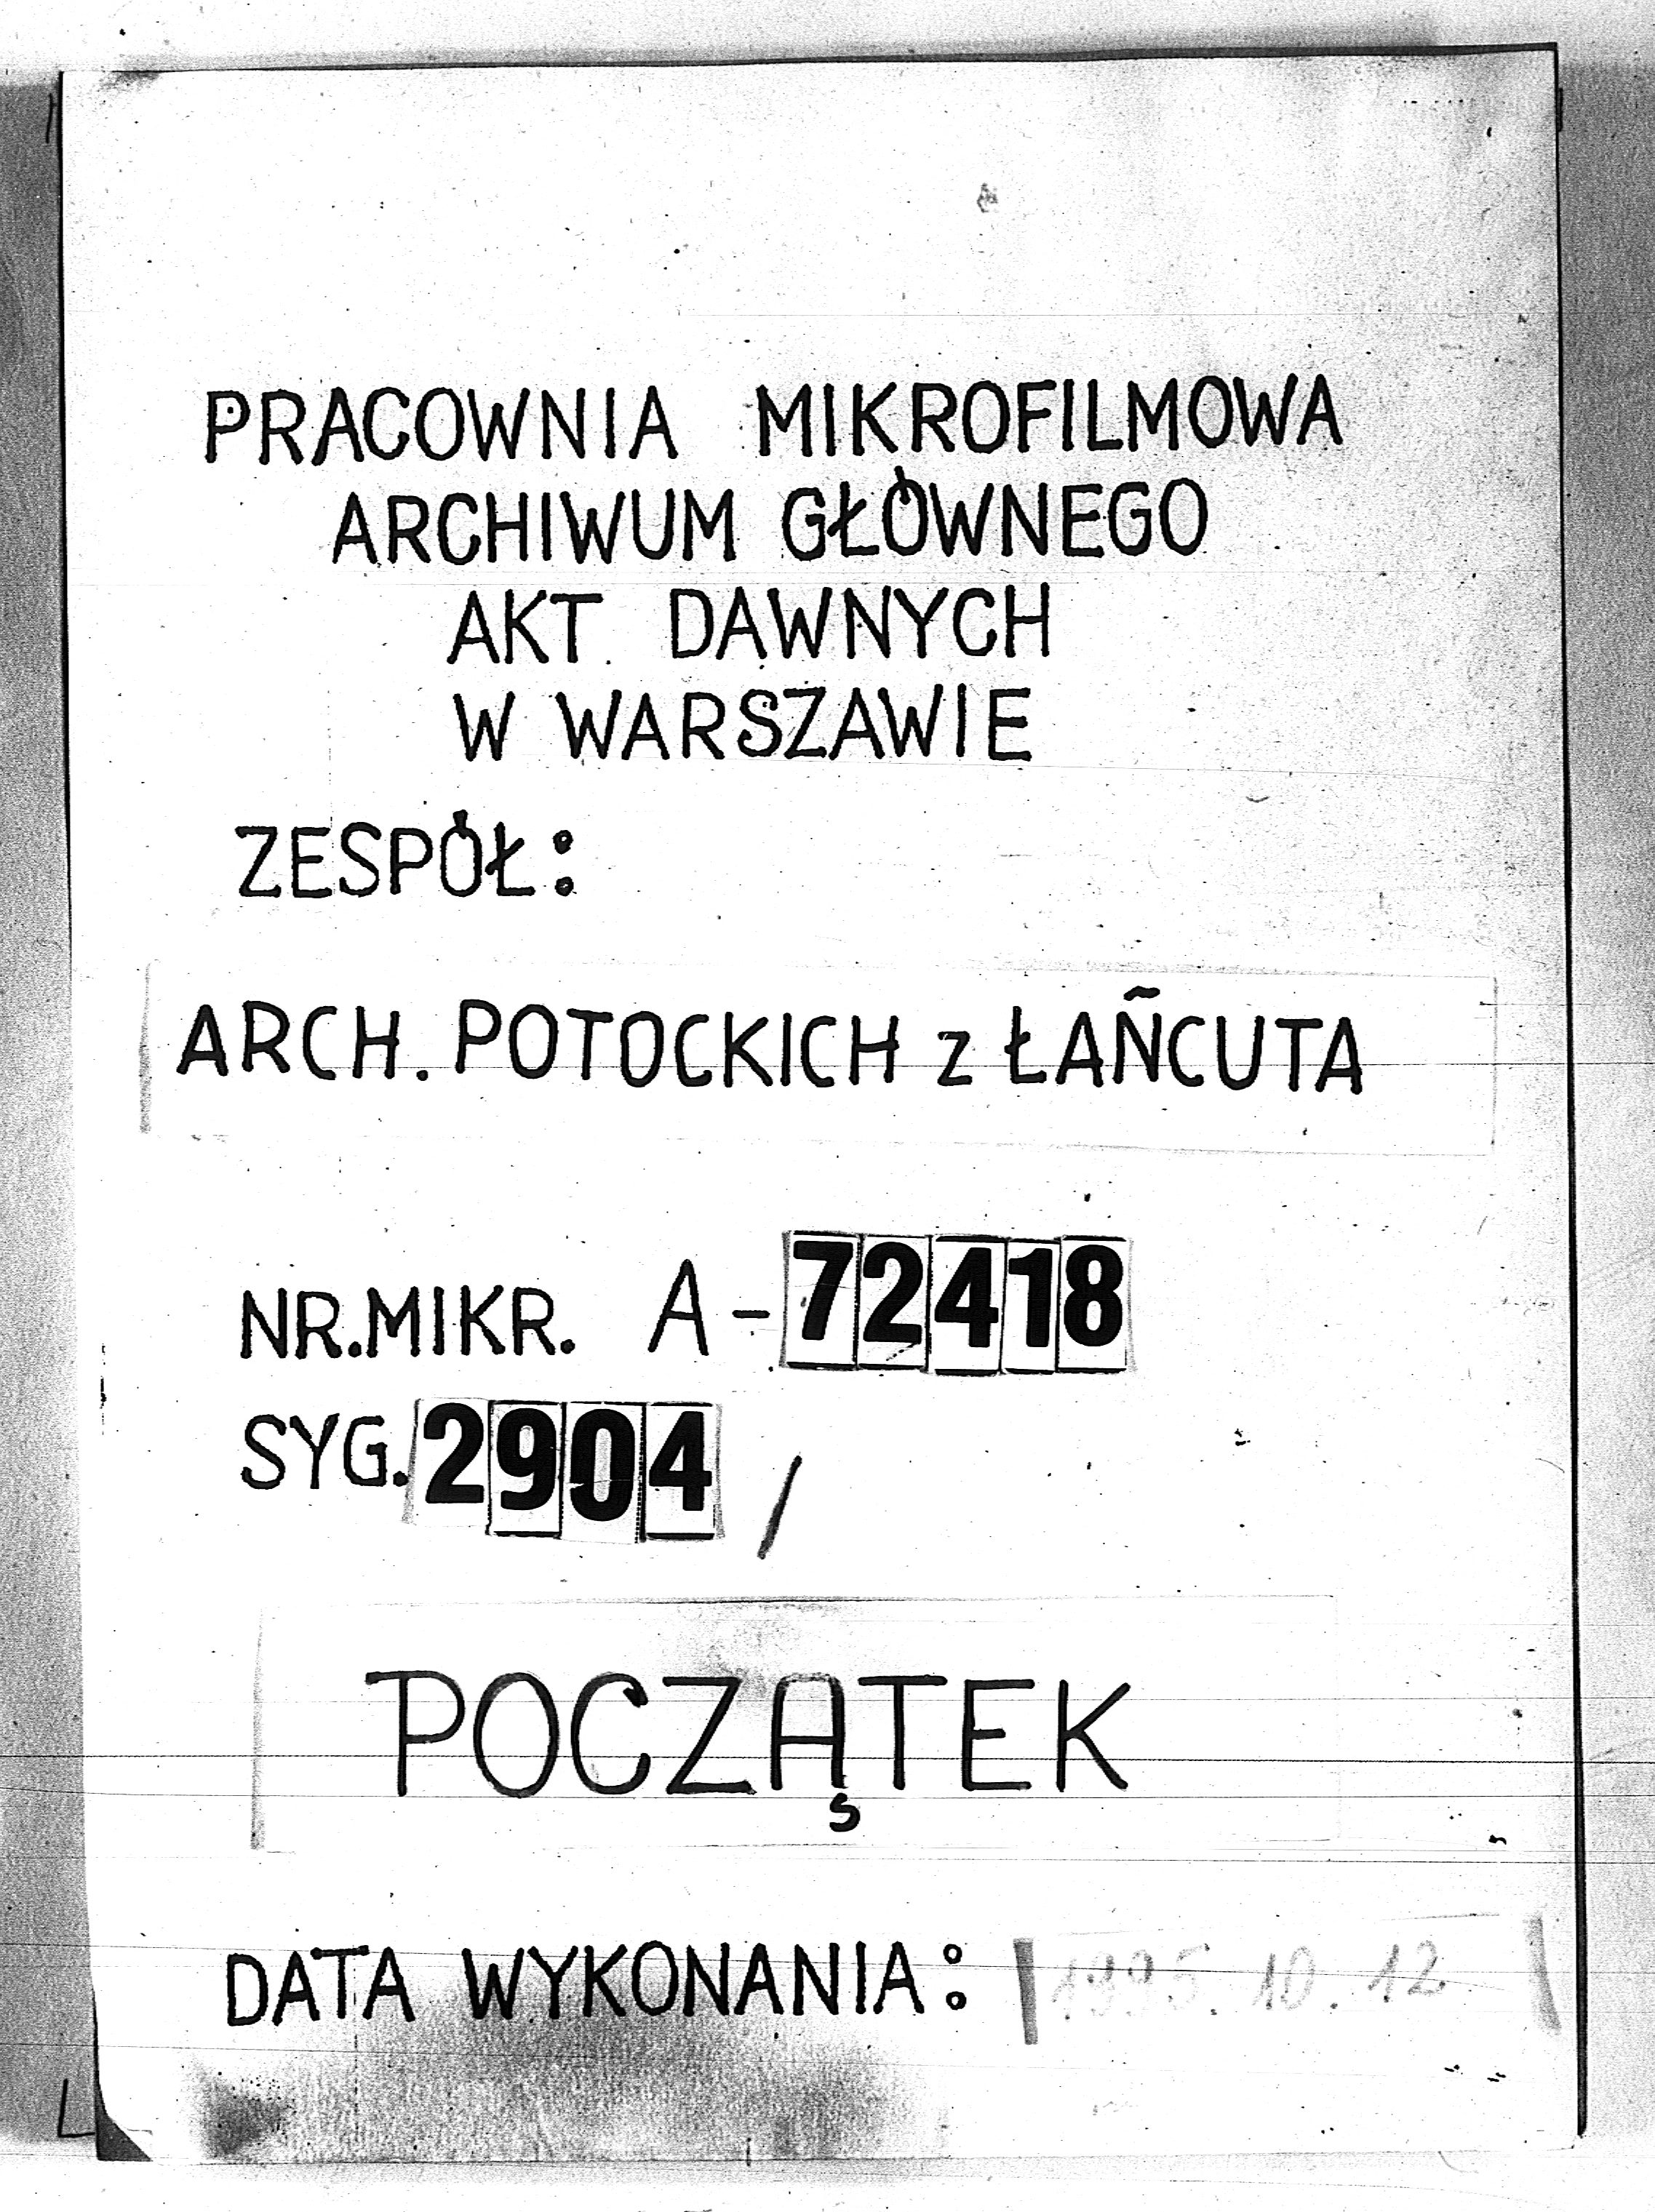 PRACOWNIA MIKROFILMOWA
ARCHIWUM GŁÓWNEGO
AKT DAWNYCH
W WARSZAWIE
ZESPÓŁ:
ARCH. POTOCKICH z ŁAŃCUTA
NR.MIKR. A-72418
SYG. 2904 /
POCZĄTEK
DATA WYKONANIA: 1995.10.12